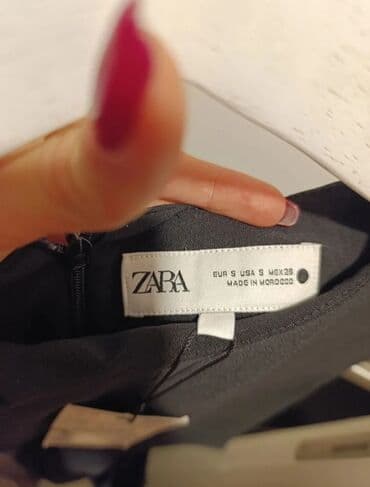 ZARA
EUR S USA S MEX 26
MADE IN MOROCCO